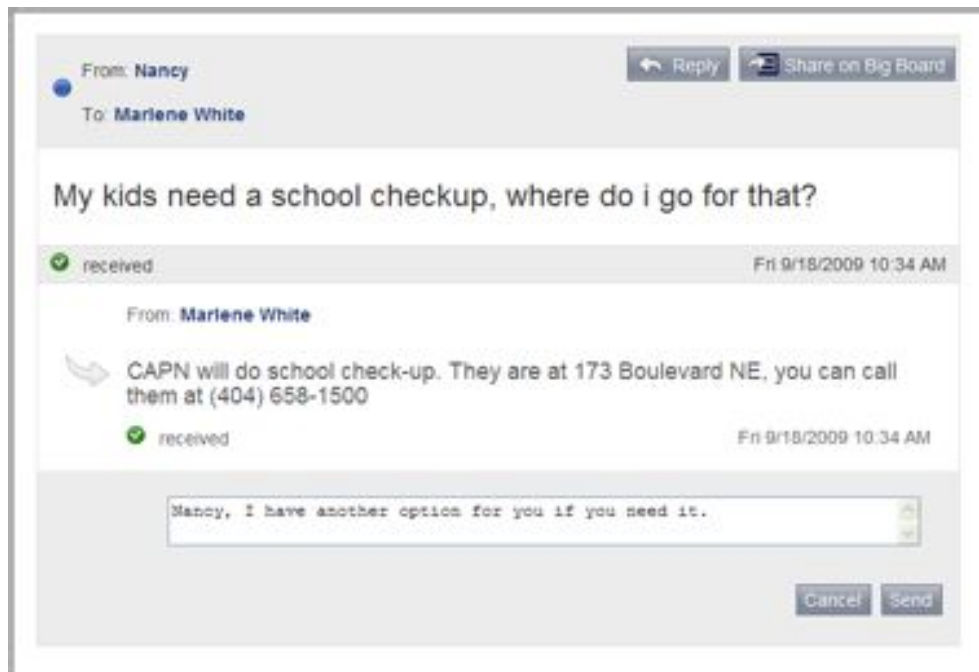 From: Nancy
Reply
Share on Big Board
To: Marlene White
My kids need a school checkup, where do i go for that?
received
Fri 9/18/2009 10:34 AM
From: Marlene White
CAPN will do school check-up. They are at 173 Boulevard NE, you can call
them at (404) 658-1500
received
Fri 9/18/2009 10:34 AM
Nancy, I have another option for you if you need it.
Cancel
Send